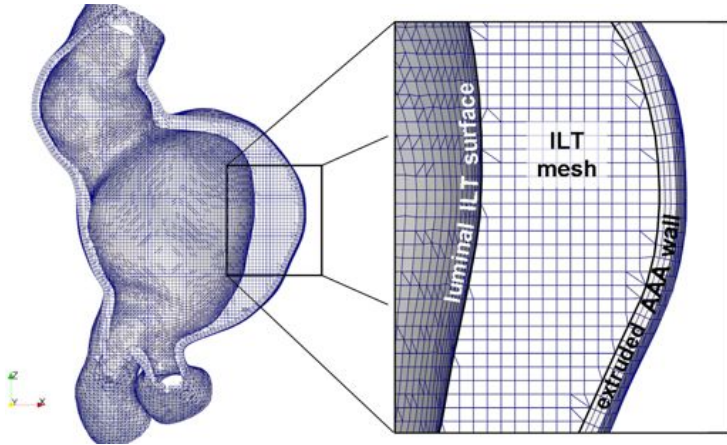 luminal ILT surface
ILT
mesh
extruded AAA wall
Z
Y
X